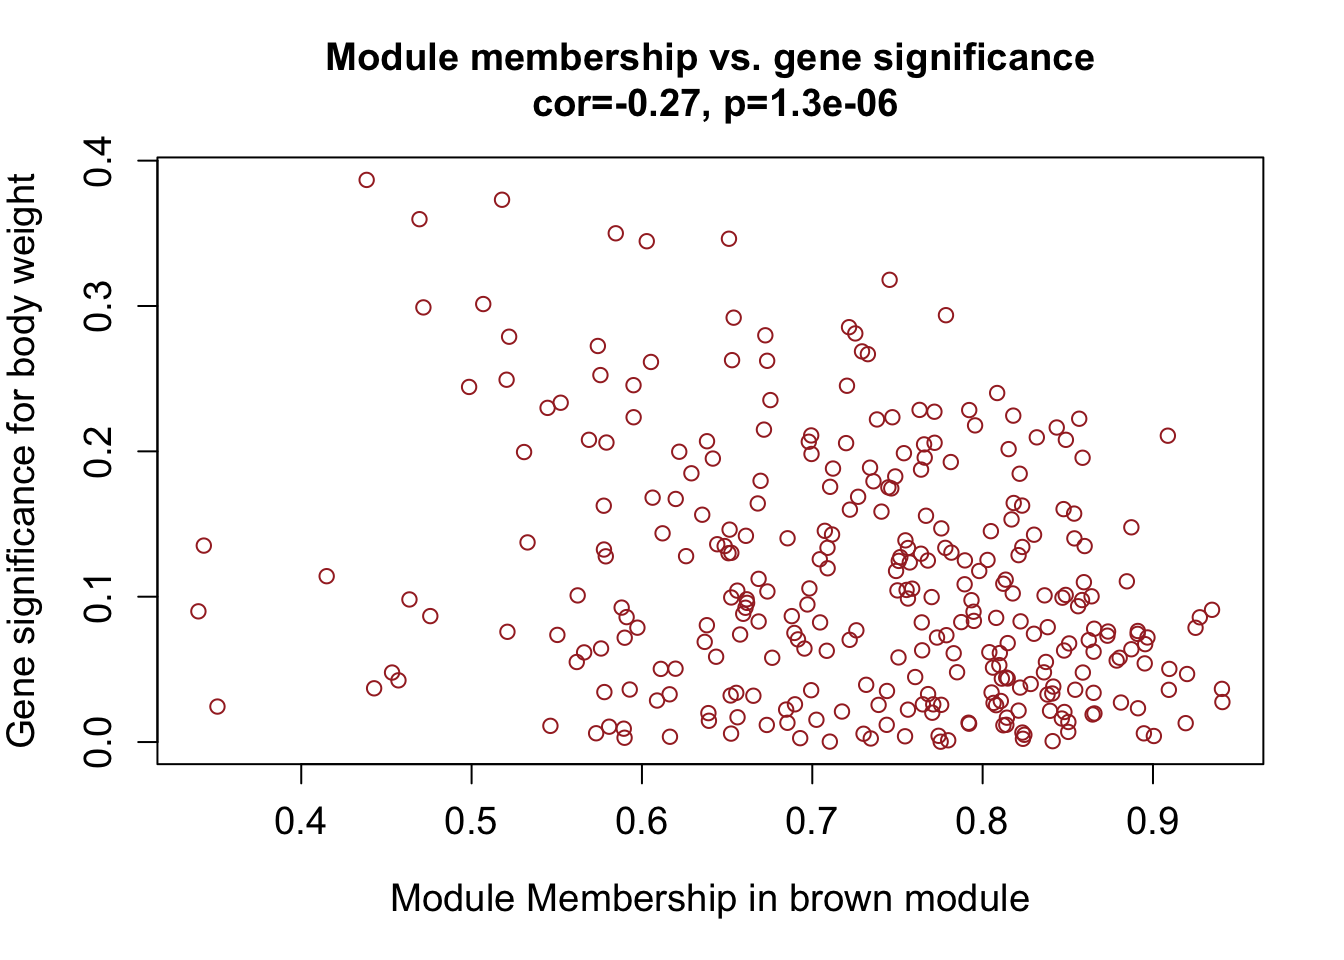 Module membership vs. gene significance
cor=-0.27, p=1.3e-06
Gene significance for body weight
0.4
0.3
0.2
0.1
0.0
0.4 0.5 0.6 0.7 0.8 0.9
Module Membership in brown module